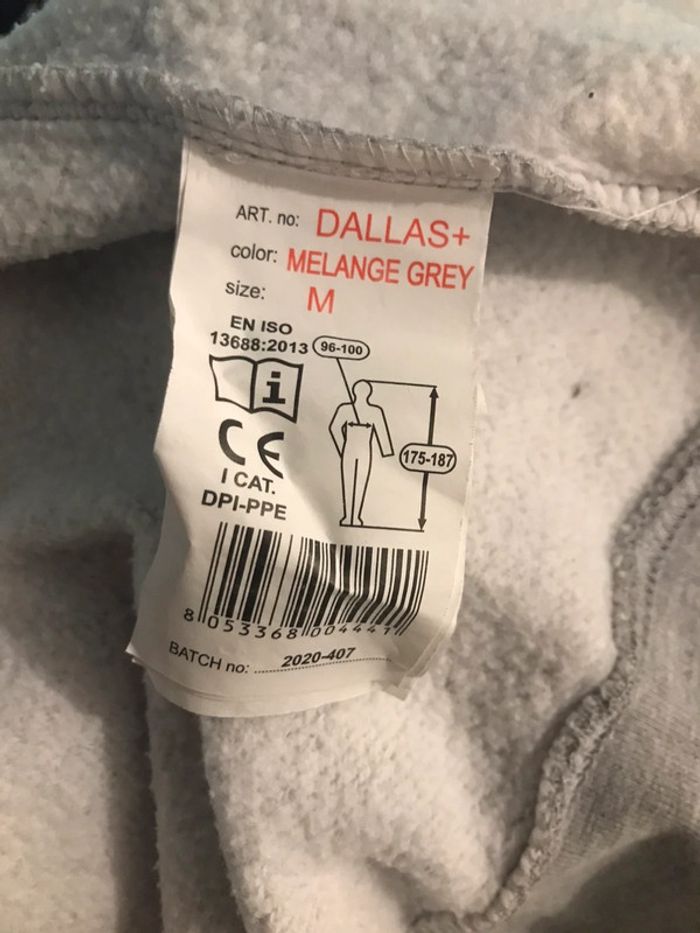 ART. no: DALLAS+
color: MELANGE GREY
size: M
EN ISO
13688:2013
96-100
i
CE
175-187
I CAT.
DPI-PPE
8 053368 004441
BATCH no: 2020-407